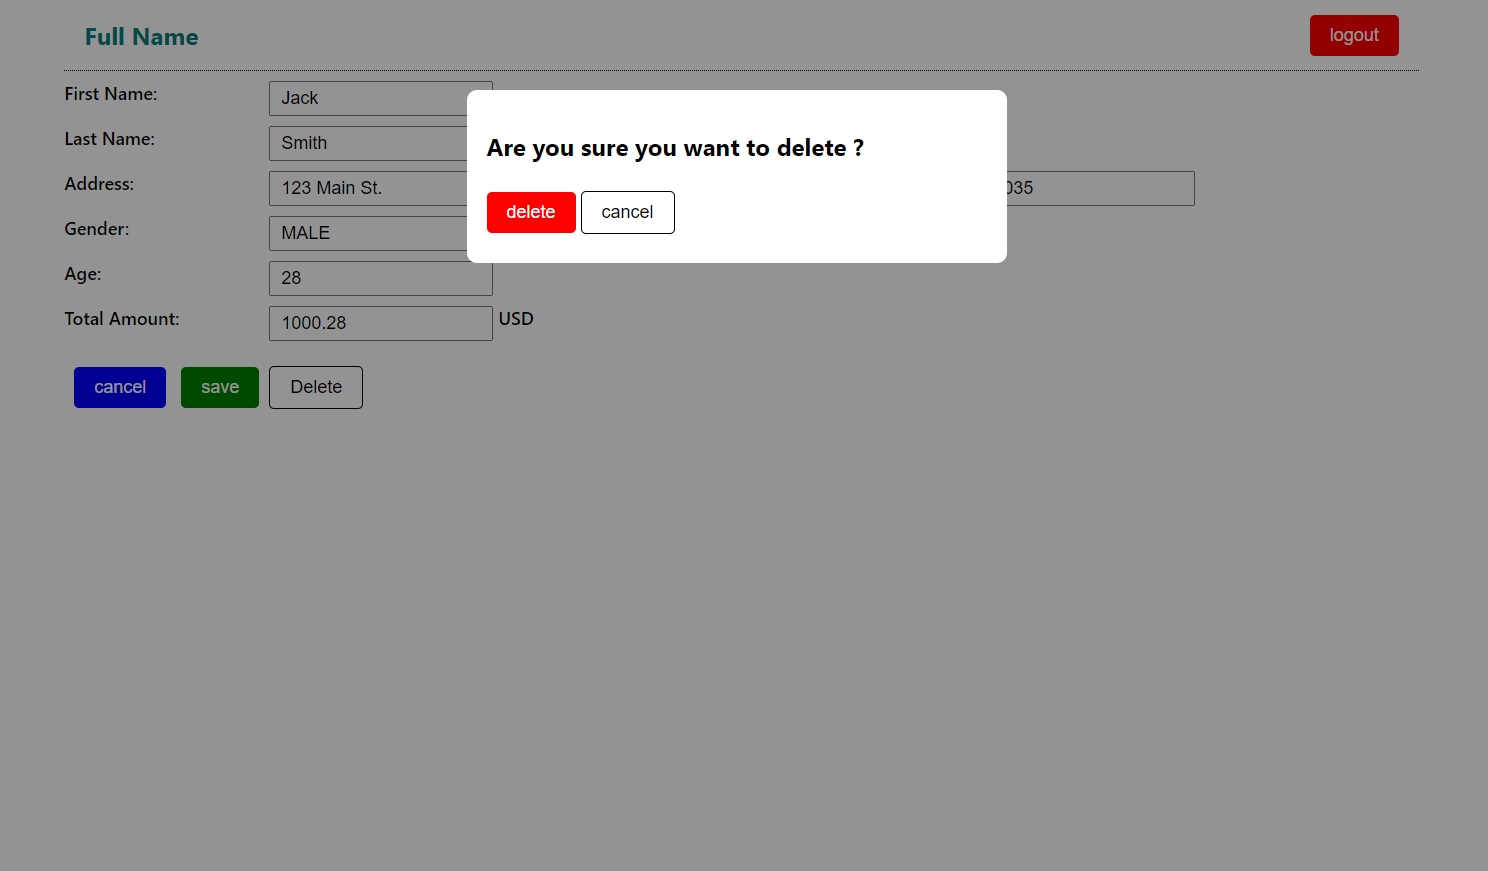 Full Name
logout
First Name: Jack
Last Name: Smith
Are you sure you want to delete ?
Address: 123 Main St. 035
delete cancel
Gender: MALE
Age: 28
Total Amount: 1000.28 USD
cancel save Delete